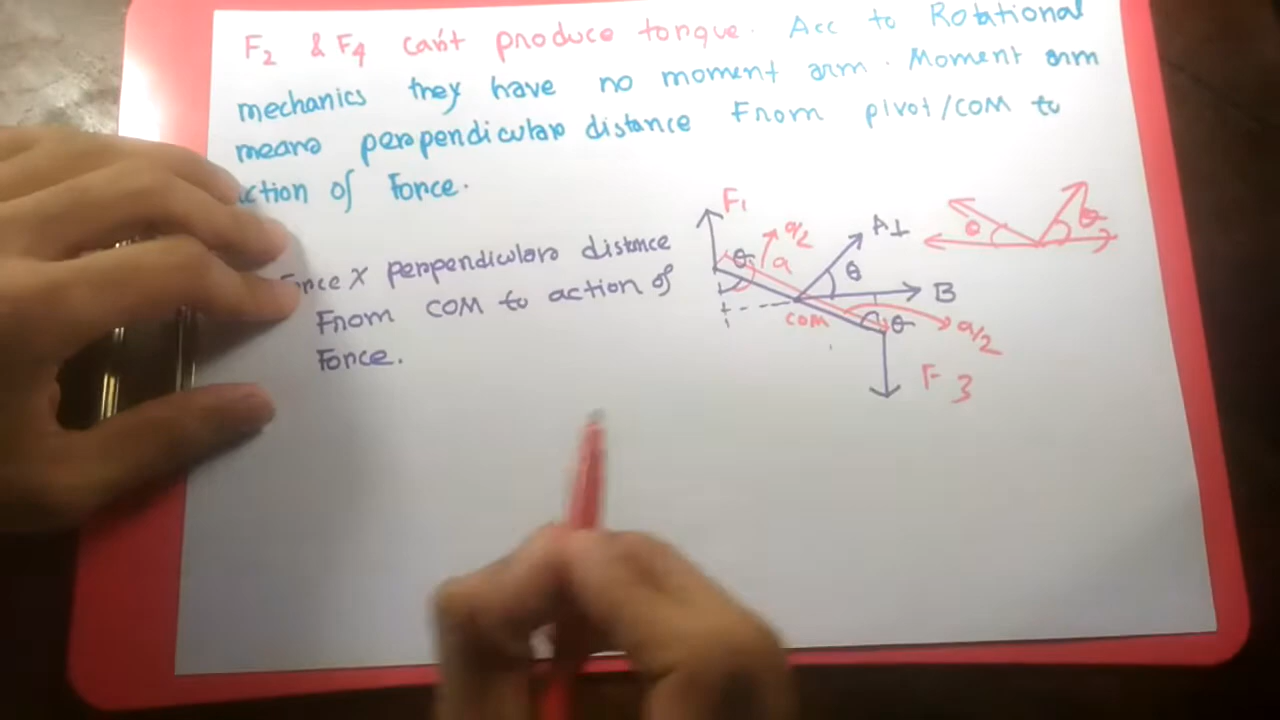 F2 & F4 can't produce torque. Acc to Rotational
mechanics they have no moment arm. Moment arm
means perpendicular distance From pivot/COM to
ction of Force.
Force X perpendicular distance
From COM to action of
Force.
F1
θ
a/2
a
A⊥
θ
B
COM
θ
a/2
F3
θ
θ